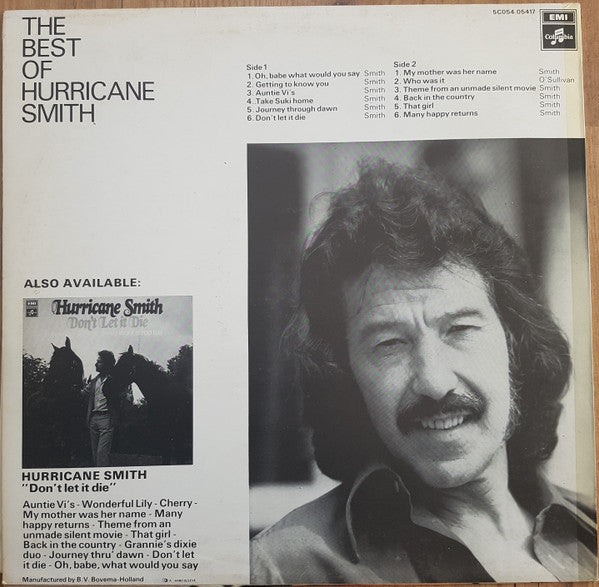 THE
BEST
OF
HURRICANE
SMITH
5C054.05417
EMI
Columbia
Side 1
1. Oh, babe what would you say Smith
2. Getting to know you Smith
3. Auntie Vi's Smith
4. Take Suki home Smith
5. Journey through dawn Smith
6. Don't let it die Smith
Side 2
1. My mother was her name Smith
2. Who was it O'Sullivan
3. Theme from an unmade silent movie Smith
4. Back in the country Smith
5. That girl Smith
6. Many happy returns Smith
ALSO AVAILABLE:
EMI
Hurricane Smith
Don't Let it Die
HURRICANE SMITH
"Don't let it die"
Auntie Vi's - Wonderful Lily - Cherry -
My mother was her name - Many
happy returns - Theme from an
unmade silent movie - That girl -
Back in the country - Grannie's dixie
duo - Journey thru' dawn - Don't let
it die - Oh, babe, what would you say
Manufactured by B.V. Bovema-Holland